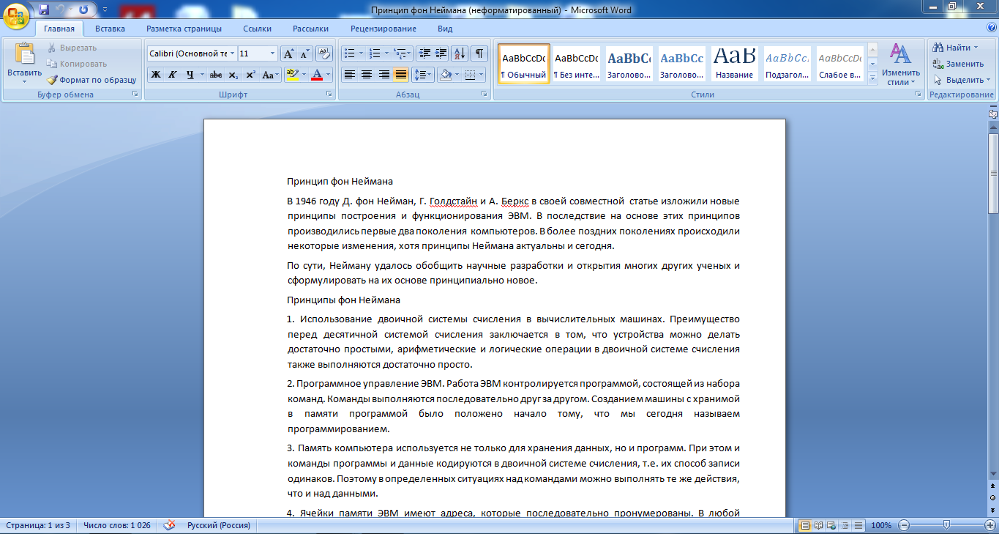 Принцип фон Неймана (неформатированный) - Microsoft Word
Главная Вставка Разметка страницы Ссылки Рассылки Рецензирование Вид
Вставить
Вырезать
Копировать
Формат по образцу
Буфер обмена
Calibri (Основной те 11
Ж К Ч abc x₂ x² Aa
Шрифт
Абзац
AaBbCcDc AaBbCcDc AaBbCc AaBbCc AaB AaBbCc. AaBbCcDc
¶ Обычный ¶ Без инте... Заголово... Заголово... Название Подзагол... Слабое в...
Изменить стили
Стили
Найти
Заменить
Выделить
Редактирование
Принцип фон Неймана
В 1946 году Д. фон Нейман, Г. Голдстайн и А. Беркс в своей совместной статье изложили новые
принципы построения и функционирования ЭВМ. В последствие на основе этих принципов
производились первые два поколения компьютеров. В более поздних поколениях происходили
некоторые изменения, хотя принципы Неймана актуальны и сегодня.
По сути, Нейману удалось обобщить научные разработки и открытия многих других ученых и
сформулировать на их основе принципиально новое.
Принципы фон Неймана
1. Использование двоичной системы счисления в вычислительных машинах. Преимущество
перед десятичной системой счисления заключается в том, что устройства можно делать
достаточно простыми, арифметические и логические операции в двоичной системе счисления
также выполняются достаточно просто.
2. Программное управление ЭВМ. Работа ЭВМ контролируется программой, состоящей из набора
команд. Команды выполняются последовательно друг за другом. Созданием машины с хранимой
в памяти программой было положено начало тому, что мы сегодня называем
программированием.
3. Память компьютера используется не только для хранения данных, но и программ. При этом и
команды программы и данные кодируются в двоичной системе счисления, т.е. их способ записи
одинаков. Поэтому в определенных ситуациях над командами можно выполнять те же действия,
что и над данными.
4. Ячейки памяти ЭВМ имеют адреса, которые последовательно пронумерованы. В любой
Страница: 1 из 3 Число слов: 1 026 Русский (Россия) 100%